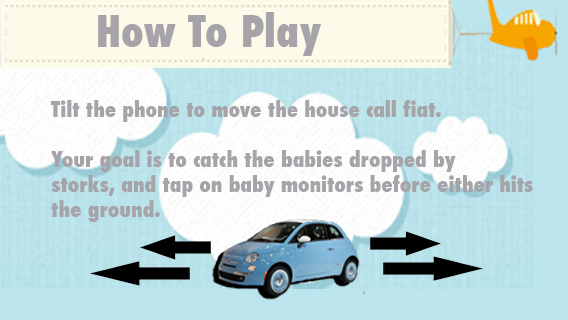 How To Play
Tilt the phone to move the house call fiat.
Your goal is to catch the babies dropped by
storks, and tap on baby monitors before either hits
the ground.